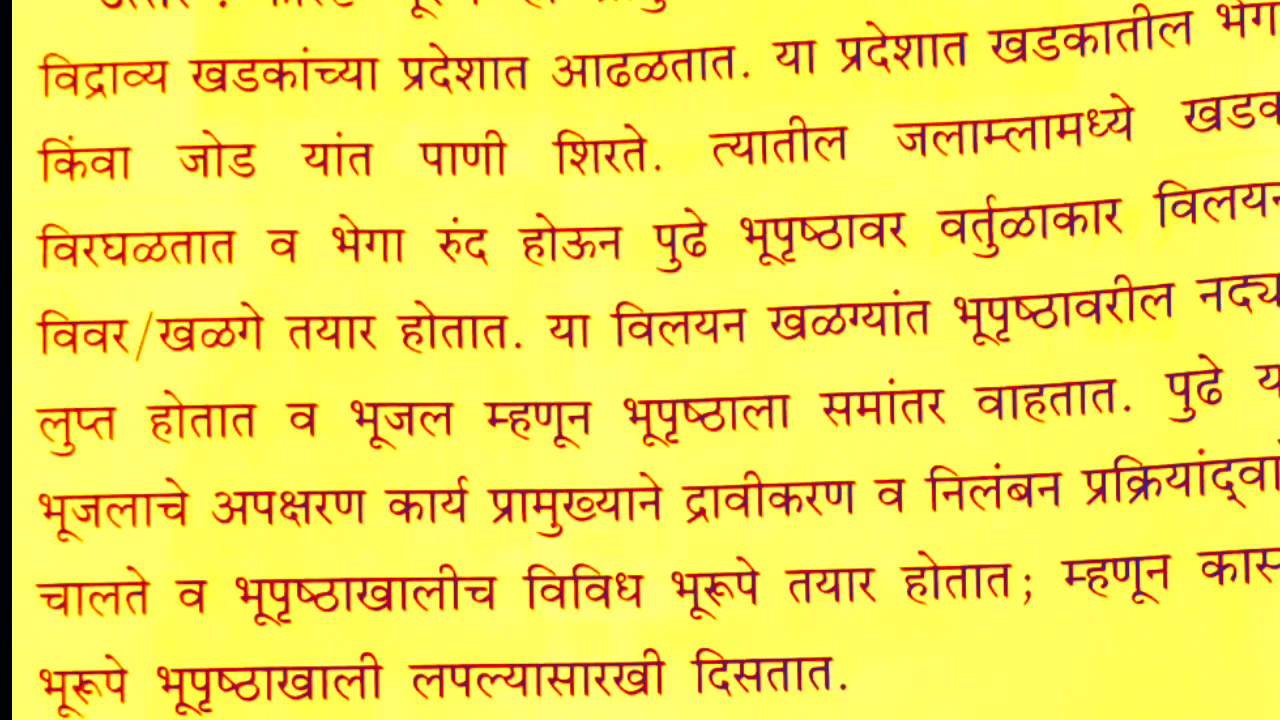 विद्राव्य खडकांच्या प्रदेशात आढळतात. या प्रदेशात खडकातील
किंवा जोड यांत पाणी शिरते. त्यातील जलाम्लामध्ये
विरघळतात व भेगा रुंद होऊन पुढे भूपृष्ठावर वर्तुळाकार विलयन
विवर/खळगे तयार होतात. या विलयन खळग्यांत भूपृष्ठावरील
लुप्त होतात व भूजल म्हणून भूपृष्ठाला समांतर वाहतात. पुढे
भूजलाचे अपक्षरण कार्य प्रामुख्याने द्रावीकरण व निलंबन
चालते व भूपृष्ठाखालीच विविध भूरूपे तयार होतात; म्हणून
भूरूपे भूपृष्ठाखाली लपल्यासारखी दिसतात.